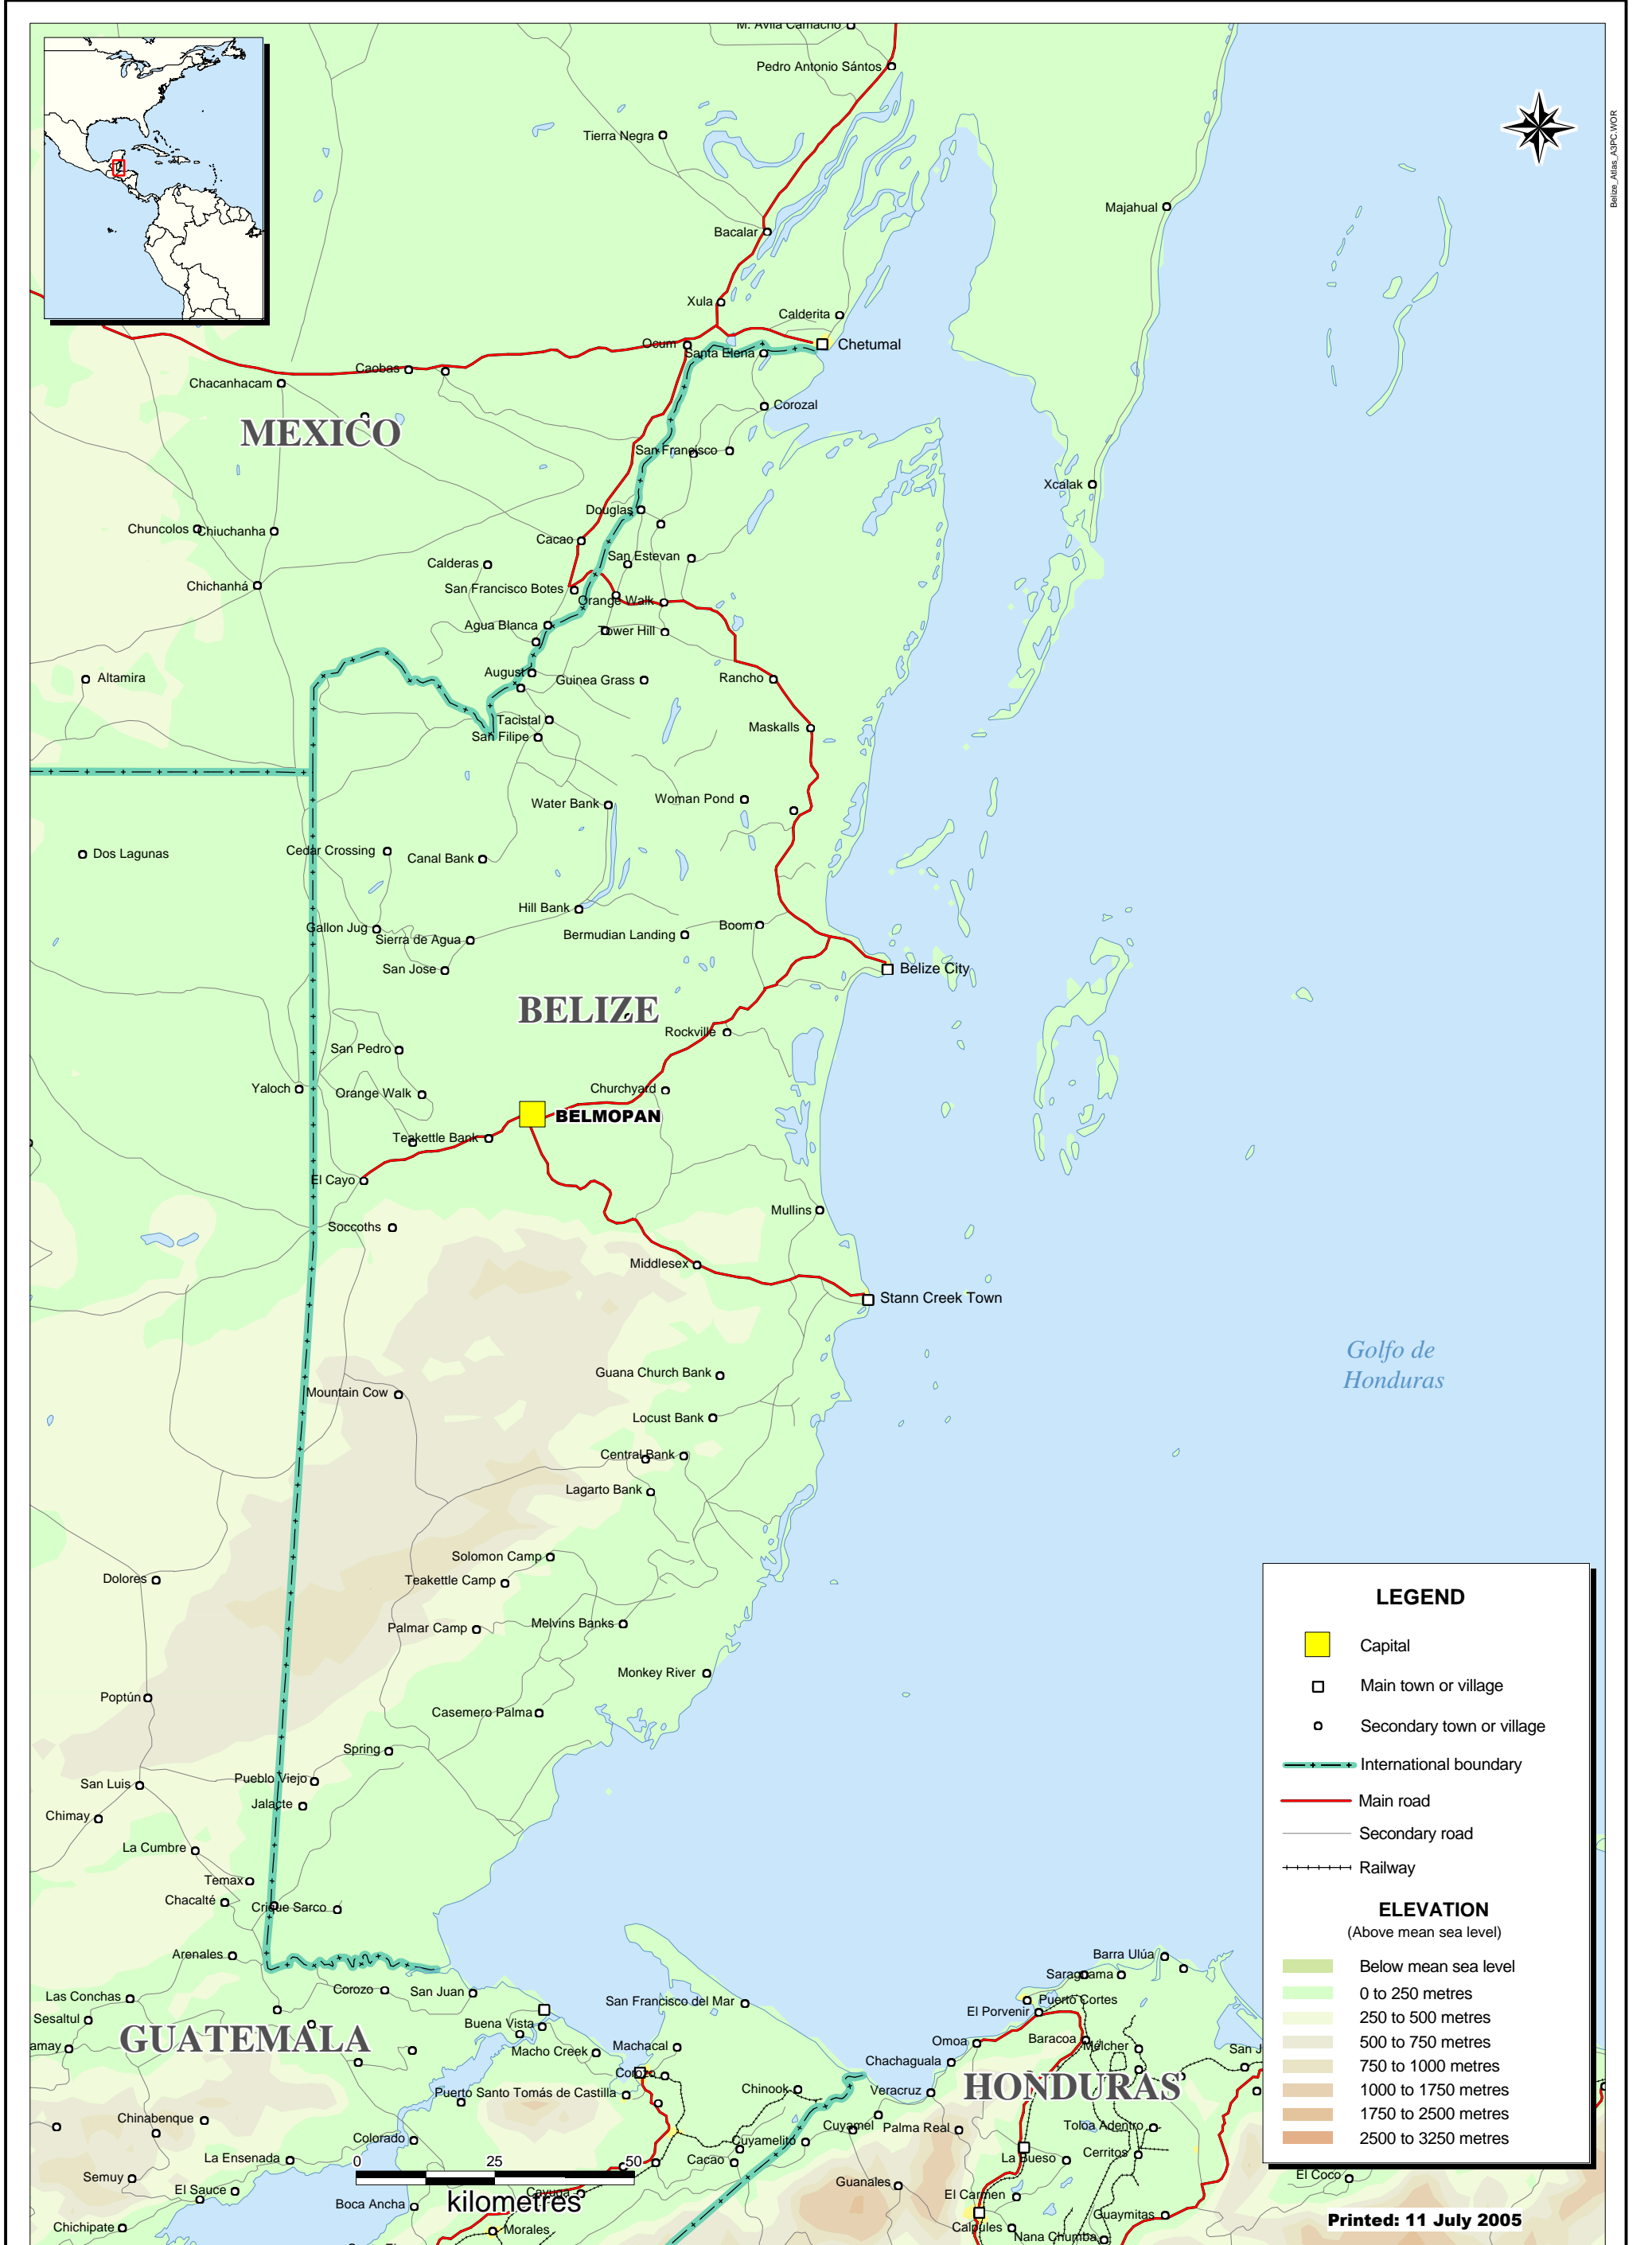 M. Avila Camacho
Pedro Antonio Sántos
Belize_Atlas_A3PC.WOR
Tierra Negra
Majahual
Bacalar
Xula
Calderita
Ocum
Santa Elena
Chetumal
Caobas
Chacanhacam
Corozal
MEXICO
San Francisco
Xcalak
Douglas
Chuncolos
Chiuchanha
Cacao
San Estevan
Calderas
Chichanhá
San Francisco Botes
Orange Walk
Agua Blanca
Tower Hill
August
Altamira
Guinea Grass
Rancho
Tacistal
Maskalls
San Filipe
Water Bank
Woman Pond
Dos Lagunas
Cedar Crossing
Canal Bank
Hill Bank
Gallon Jug
Sierra de Agua
Bermudian Landing
Boom
San Jose
Belize City
BELIZE
Rockville
San Pedro
Yaloch
Orange Walk
Churchyard
BELMOPAN
Teakettle Bank
El Cayo
Mullins
Soccoths
Middlesex
Stann Creek Town
Golfo de
Honduras
Guana Church Bank
Mountain Cow
Locust Bank
Central Bank
Lagarto Bank
Solomon Camp
Dolores
Teakettle Camp
Palmar Camp
Melvins Banks
Monkey River
Poptún
Casemero Palma
Spring
San Luis
Pueblo Viejo
Jalacte
Chimay
La Cumbre
Temax
Chacalté
Crique Sarco
Arenales
Las Conchas
Corozo
San Juan
Sesaltul
amay
GUATEMALA
Buena Vista
Macho Creek
San Francisco del Mar
Machacal
Corozo
Puerto Santo Tomás de Castilla
Chinook
Chinabenque
Colorado
La Ensenada
Semuy
El Sauce
Chichipate
Boca Ancha
Cayuga
Morales
Cacao
Cuyamelito
Cuyamel
Barra Ulúa
Saraguama
Puerto Cortes
El Porvenir
Omoa
Baracoa
Melcher
Chachaguala
San J
Veracruz
HONDURAS
Palma Real
Toloa Adentro
La Bueso
Cerritos
Guanales
El Carmen
Calpules
Guaymitas
Nana Chumba
El Coco
0 25 50
kilometres
LEGEND
Capital
Main town or village
Secondary town or village
International boundary
Main road
Secondary road
Railway
ELEVATION
(Above mean sea level)
Below mean sea level
0 to 250 metres
250 to 500 metres
500 to 750 metres
750 to 1000 metres
1000 to 1750 metres
1750 to 2500 metres
2500 to 3250 metres
Printed: 11 July 2005